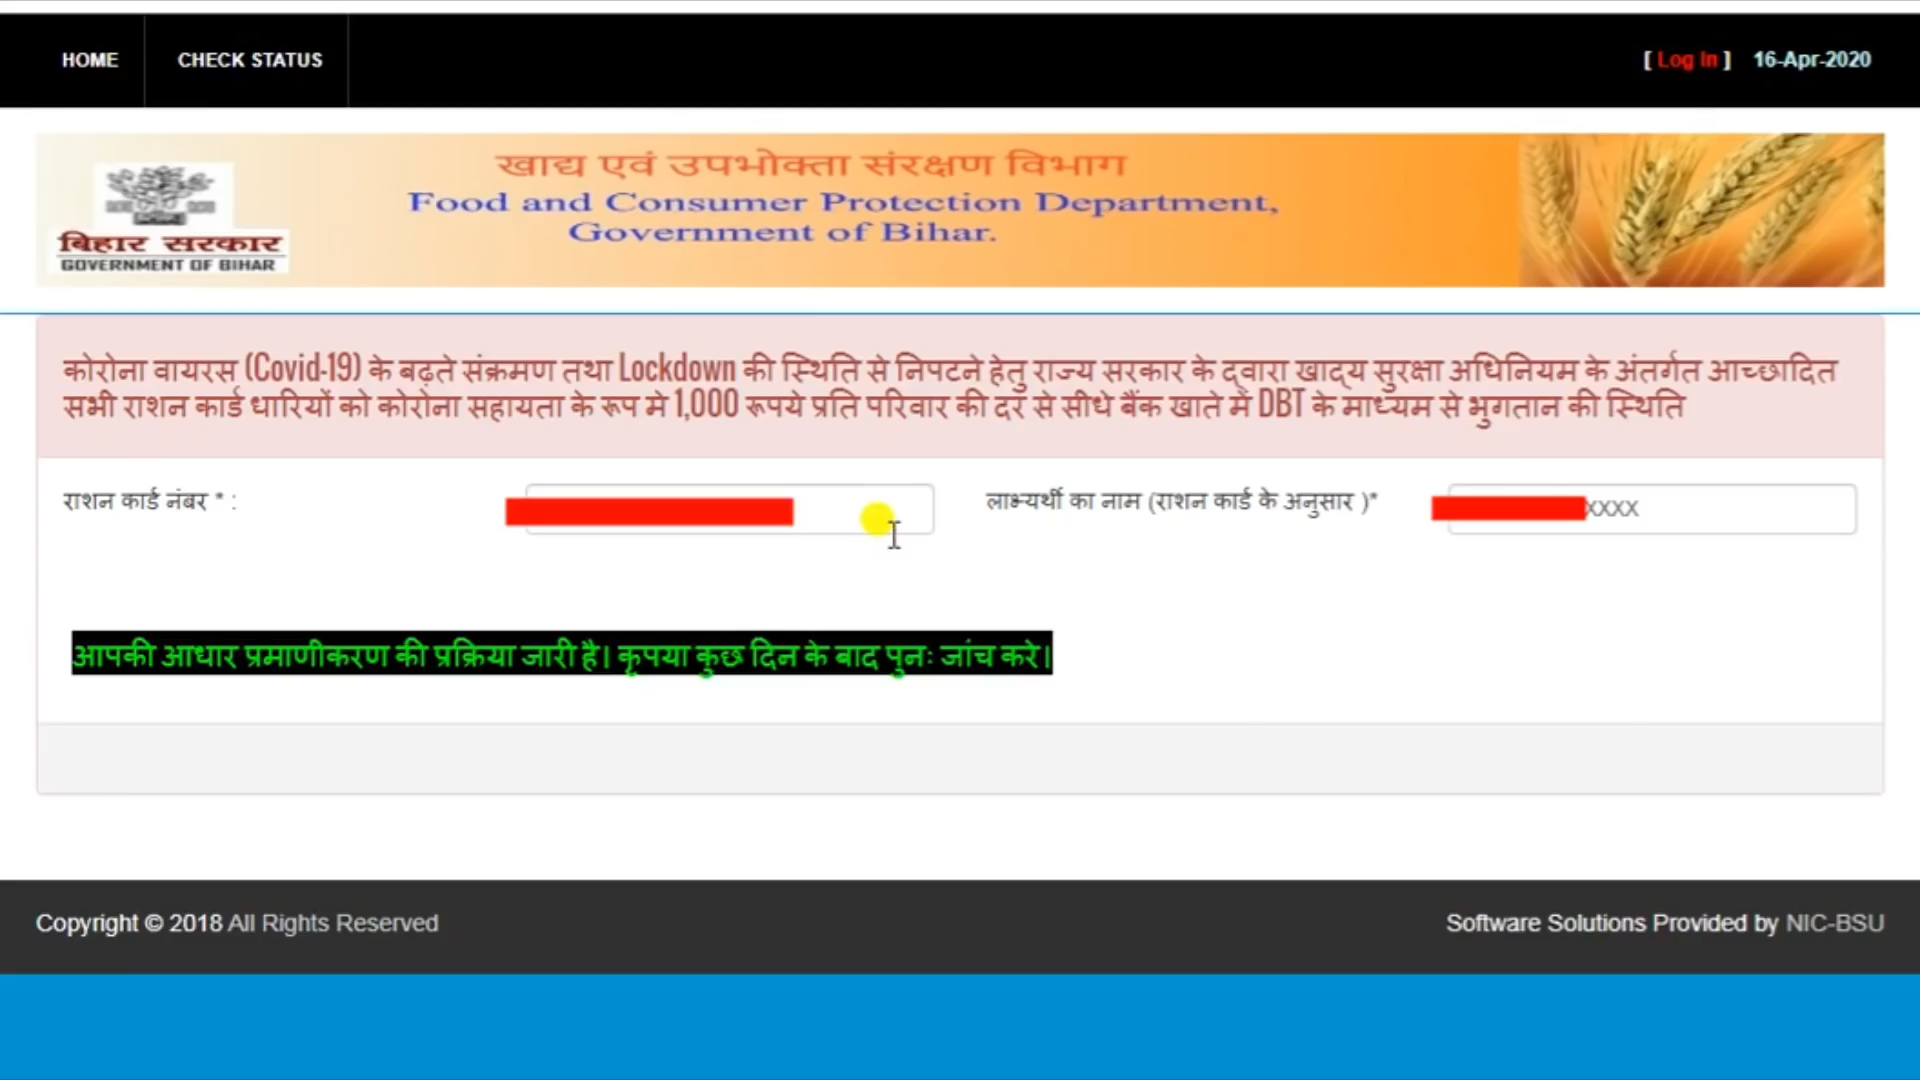 HOME
CHECK STATUS
[ Log In ] 16-Apr-2020
खाद्य एवं उपभोक्ता संरक्षण विभाग
Food and Consumer Protection Department,
Government of Bihar.
बिहार सरकार
GOVERNMENT OF BIHAR
कोरोना वायरस (Covid-19) के बढ़ते संक्रमण तथा Lockdown की स्थिति से निपटने हेतु राज्य सरकार के द्वारा खाद्य सुरक्षा अधिनियम के अंतर्गत आच्छादित
सभी राशन कार्ड धारियों को कोरोना सहायता के रूप मे 1,000 रूपये प्रति परिवार की दर से सीधे बैंक खाते में DBT के माध्यम से भुगतान की स्थिति
राशन कार्ड नंबर * :
लाभ्यर्थी का नाम (राशन कार्ड के अनुसार )*
XXXX
आपकी आधार प्रमाणीकरण की प्रक्रिया जारी है। कृपया कुछ दिन के बाद पुनः जांच करे।
Copyright © 2018 All Rights Reserved
Software Solutions Provided by NIC-BSU